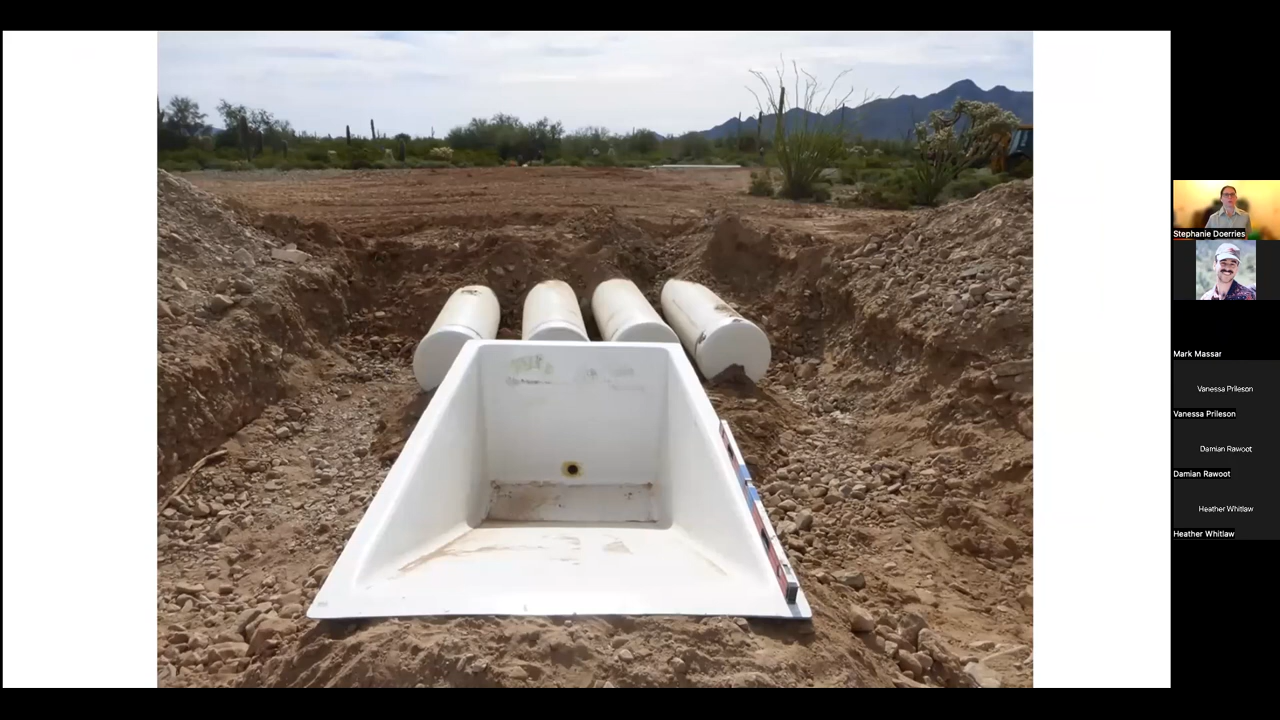 Stephanie Doerries
Mark Massar
Vanessa Prileson
Vanessa Prileson
Damian Rawoot
Damian Rawoot
Heather Whitlaw
Heather Whitlaw